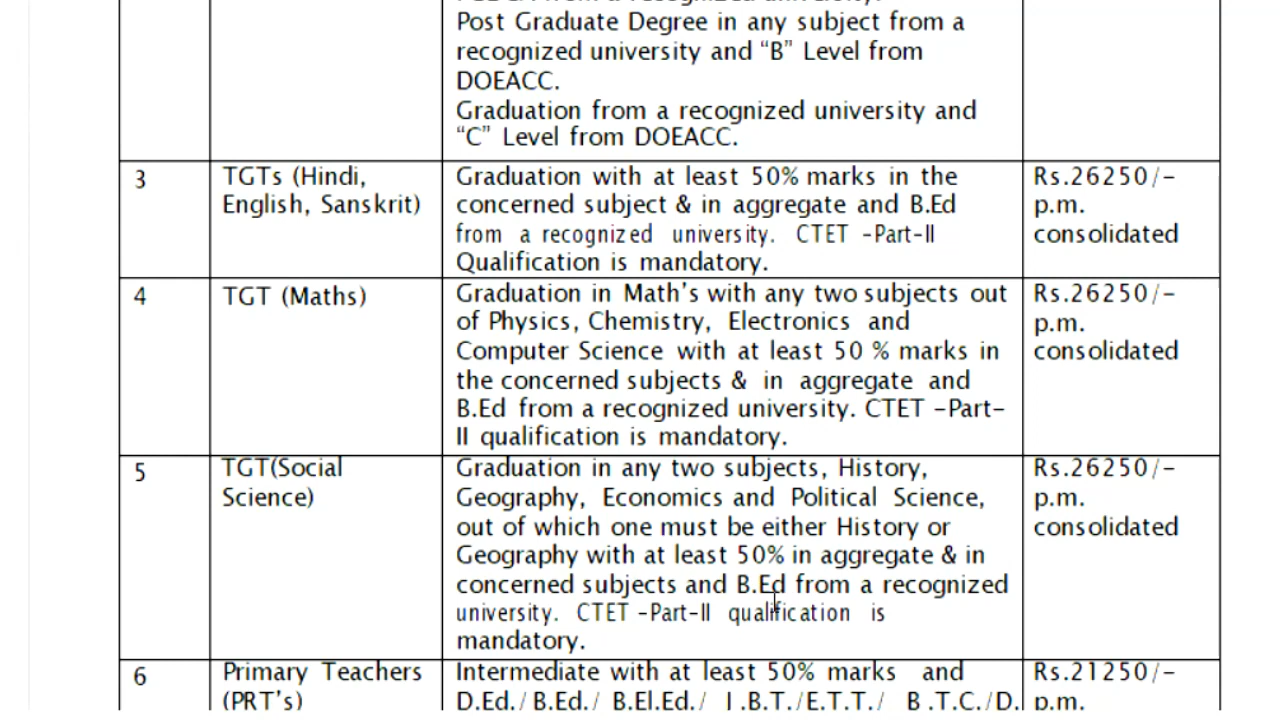 Post Graduate Degree in any subject from a
recognized university and “B” Level from
DOEACC.
Graduation from a recognized university and
“C” Level from DOEACC.
3
TGTs (Hindi,
English, Sanskrit)
Graduation with at least 50% marks in the
concerned subject & in aggregate and B.Ed
from a recognized university. CTET -Part-II
Qualification is mandatory.
Rs.26250/-
p.m.
consolidated
4
TGT (Maths)
Graduation in Math's with any two subjects out
of Physics, Chemistry, Electronics and
Computer Science with at least 50 % marks in
the concerned subjects & in aggregate and
B.Ed from a recognized university. CTET -Part-
II qualification is mandatory.
Rs.26250/-
p.m.
consolidated
5
TGT(Social
Science)
Graduation in any two subjects, History,
Geography, Economics and Political Science,
out of which one must be either History or
Geography with at least 50% in aggregate & in
concerned subjects and B.Ed from a recognized
university. CTET -Part-II qualification is
mandatory.
Rs.26250/-
p.m.
consolidated
6
Primary Teachers
(PRT's)
Intermediate with at least 50% marks and
D.Ed./ B.Ed./ B.El.Ed./ J.B.T./E.T.T./ B.T.C./D.
Rs.21250/-
p.m.